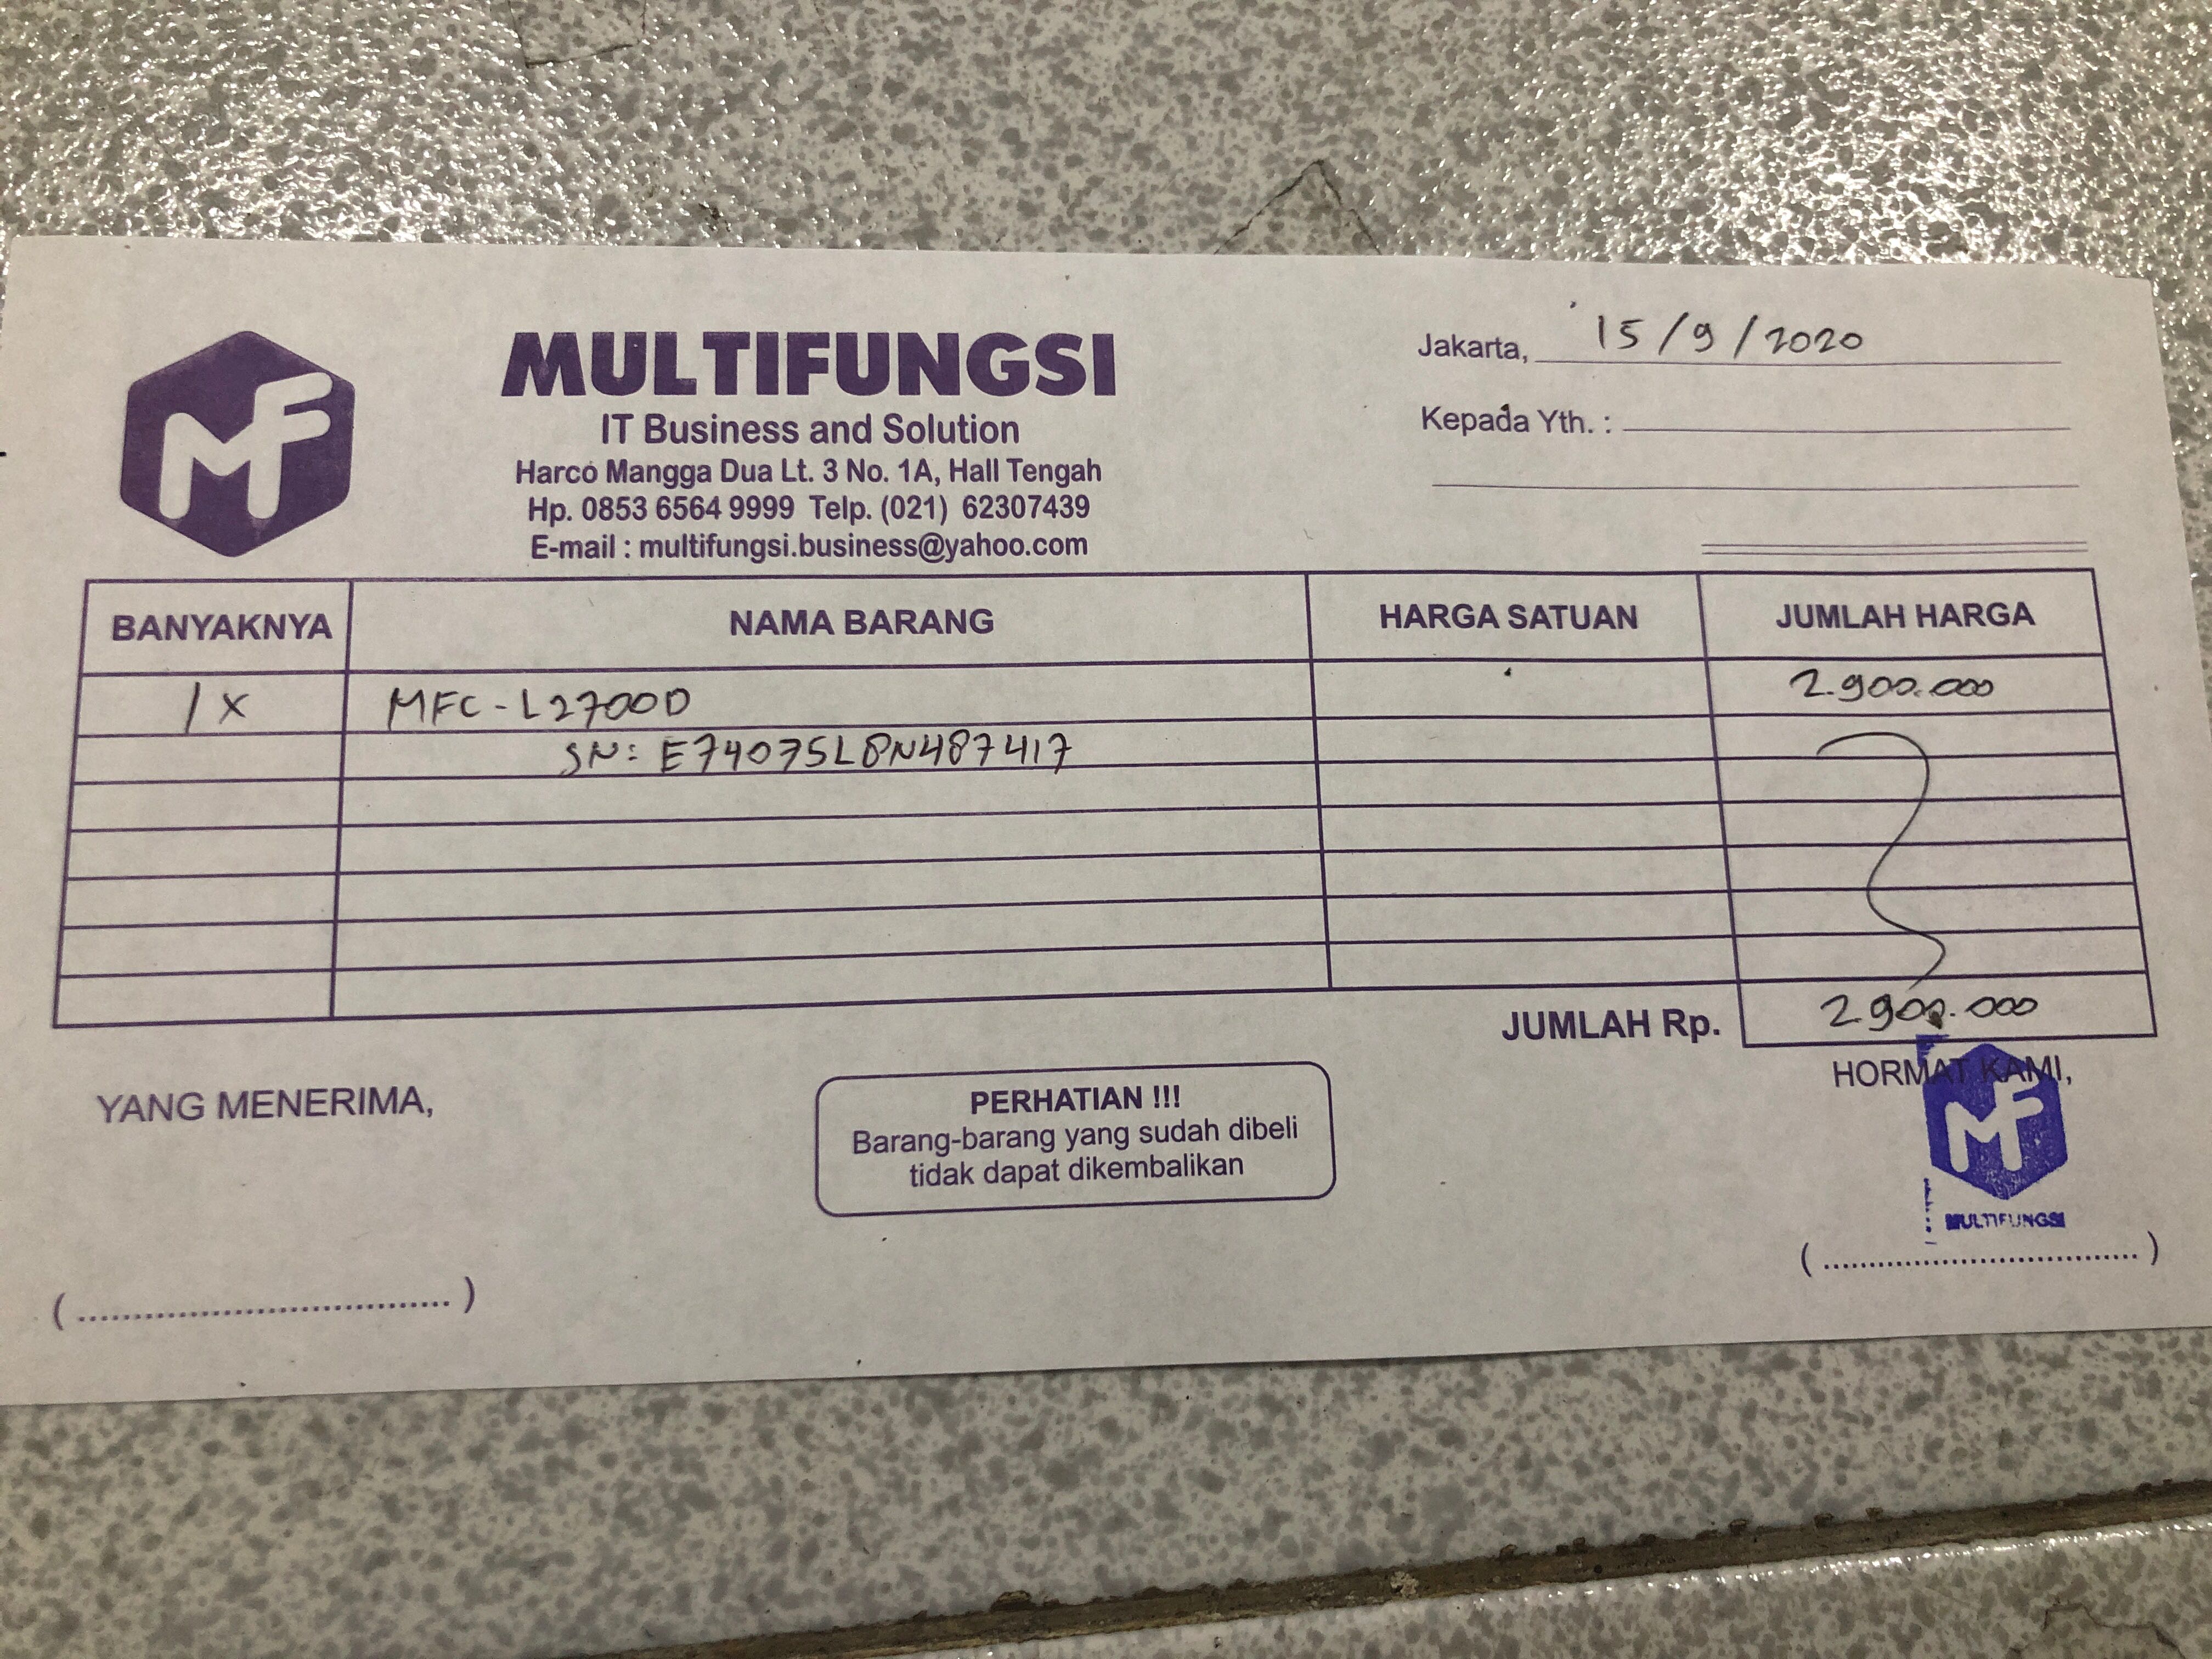 MF
MULTIFUNGSI
IT Business and Solution
Harco Mangga Dua Lt. 3 No. 1A, Hall Tengah
Hp. 0853 6564 9999 Telp. (021) 62307439
E-mail : multifungsi.business@yahoo.com
Jakarta, 15/9/2020
Kepada Yth. :
BANYAKNYA NAMA BARANG HARGA SATUAN JUMLAH HARGA
1 X MFC-L2700D 2.900.000
SN: E74075L8N487417
JUMLAH Rp. 2.900.000
YANG MENERIMA,
PERHATIAN !!!
Barang-barang yang sudah dibeli
tidak dapat dikembalikan
HORMAT KAMI,
MF
MULTIFUNGSI
(..................................)
(..................................)